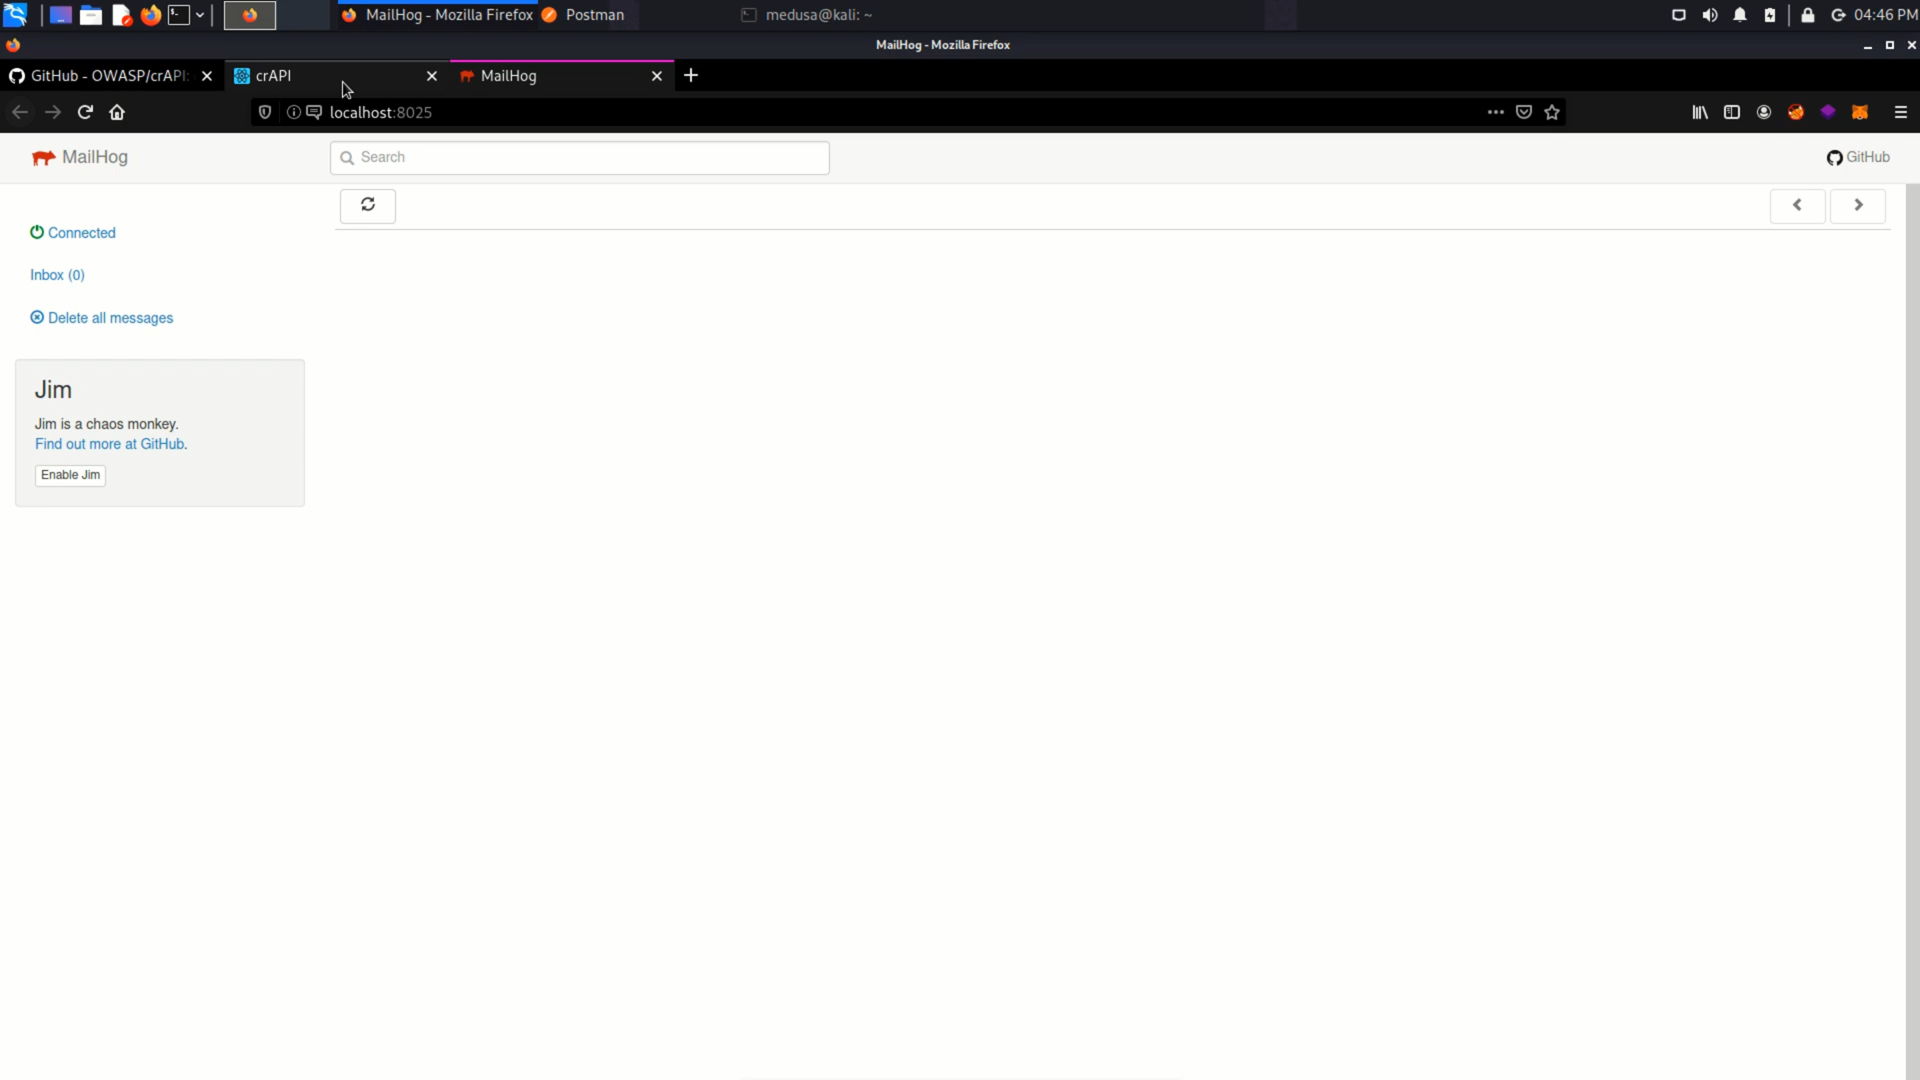 MailHog - Mozilla Firefox
Postman
medusa@kali: ~
04:46 PM
MailHog - Mozilla Firefox
GitHub - OWASP/crAPI:
crAPI
MailHog
localhost:8025
MailHog
Search
GitHub
Connected
Inbox (0)
Delete all messages
Jim
Jim is a chaos monkey.
Find out more at GitHub.
Enable Jim